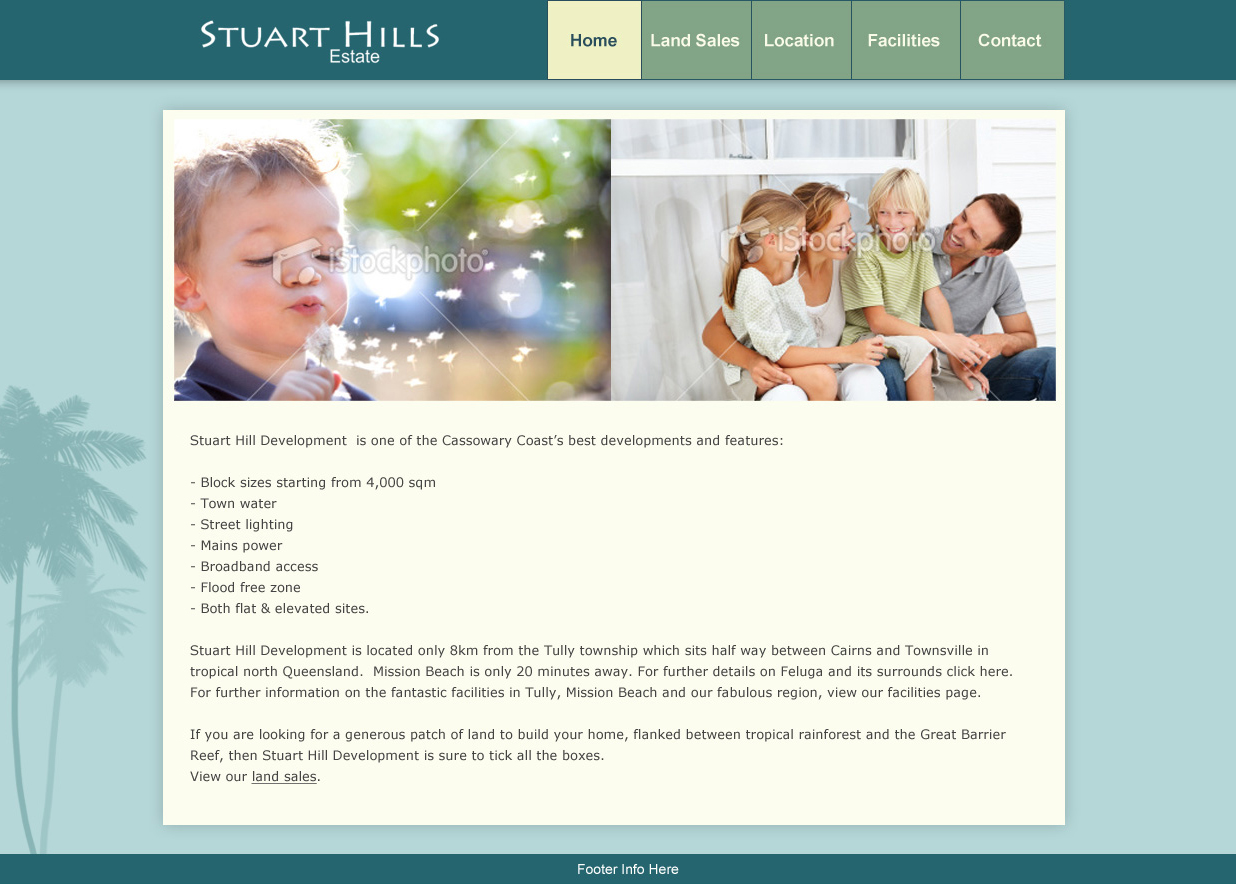 STUART HILLS
Estate
Home
Land Sales
Location
Facilities
Contact
iStockphoto
iStockphoto
Stuart Hill Development  is one of the Cassowary Coast’s best developments and features:
- Block sizes starting from 4,000 sqm
- Town water
- Street lighting
- Mains power
- Broadband access
- Flood free zone
- Both flat & elevated sites.
Stuart Hill Development is located only 8km from the Tully township which sits half way between Cairns and Townsville in
tropical north Queensland.  Mission Beach is only 20 minutes away. For further details on Feluga and its surrounds click here.
For further information on the fantastic facilities in Tully, Mission Beach and our fabulous region, view our facilities page.
If you are looking for a generous patch of land to build your home, flanked between tropical rainforest and the Great Barrier
Reef, then Stuart Hill Development is sure to tick all the boxes.
View our land sales.
Footer Info Here